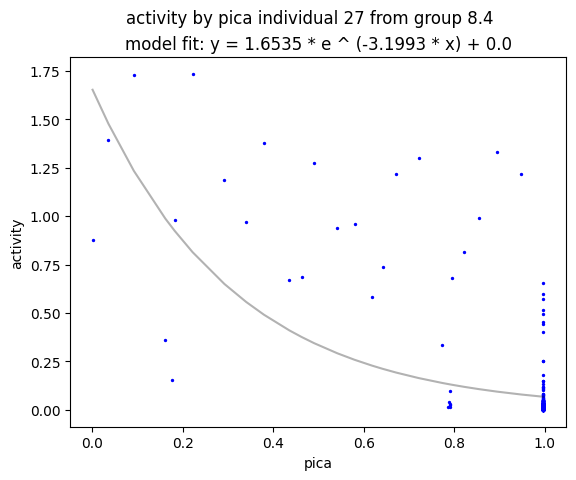 activity by pica individual 27 from group 8.4
model fit: y = 1.6535 * e ^ (-3.1993 * x) + 0.0
1.75
1.50
1.25
1.00
0.75
0.50
0.25
0.00
activity
0.0 0.2 0.4 0.6 0.8 1.0
pica